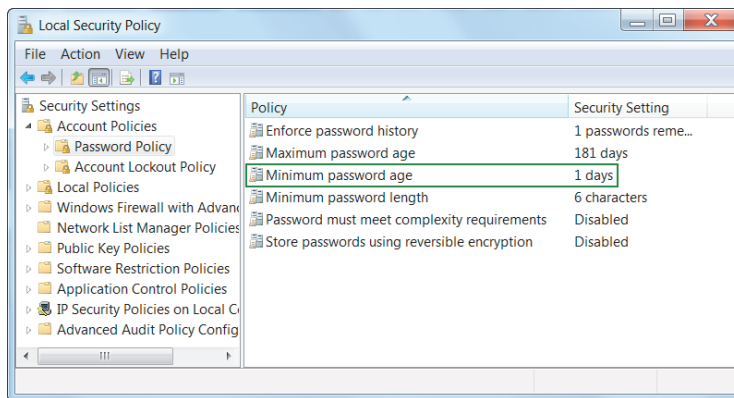 Local Security Policy
File Action View Help
Security Settings
Account Policies
Password Policy
Account Lockout Policy
Local Policies
Windows Firewall with Advanc
Network List Manager Policies
Public Key Policies
Software Restriction Policies
Application Control Policies
IP Security Policies on Local Co
Advanced Audit Policy Config
Policy Security Setting
Enforce password history 1 passwords reme...
Maximum password age 181 days
Minimum password age 1 days
Minimum password length 6 characters
Password must meet complexity requirements Disabled
Store passwords using reversible encryption Disabled